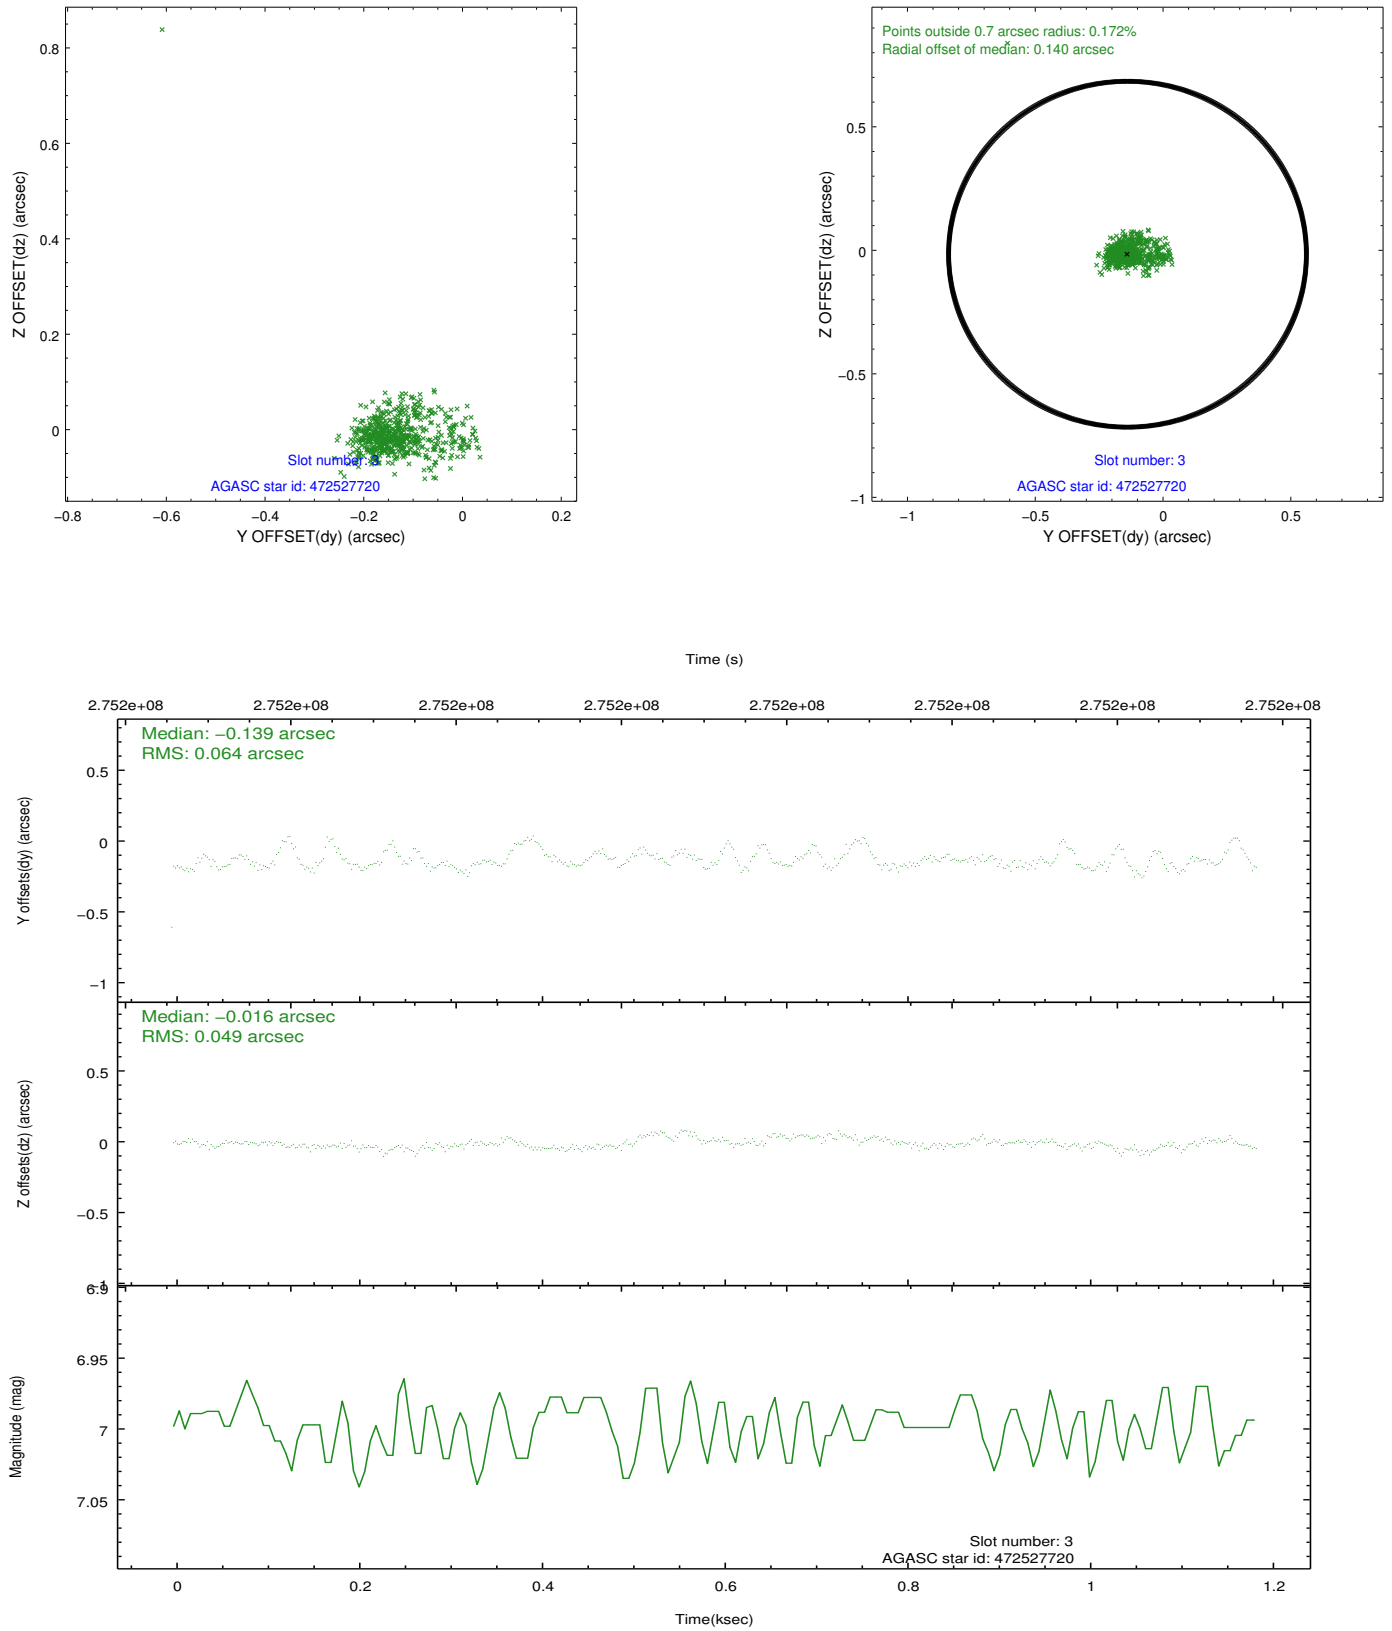 0.8
0.6
0.4
0.2
0
−0.8
−0.6
−0.4
−0.2
0
0.2
Z OFFSET(dz) (arcsec)
Y OFFSET(dy) (arcsec)
Slot number: 3
AGASC star id: 472527720
Points outside 0.7 arcsec radius: 0.172%
Radial offset of median: 0.140 arcsec
0.5
0
−0.5
−1
−1
−0.5
0
0.5
Z OFFSET(dz) (arcsec)
Y OFFSET(dy) (arcsec)
Slot number: 3
AGASC star id: 472527720
Time (s)
2.752e+08 2.752e+08 2.752e+08 2.752e+08 2.752e+08 2.752e+08 2.752e+08 2.752e+08
Median: −0.139 arcsec
RMS: 0.064 arcsec
0.5
0
−0.5
−1
Y offsets(dy) (arcsec)
Median: −0.016 arcsec
RMS: 0.049 arcsec
0.5
0
−0.5
−1
Z offsets(dz) (arcsec)
6.9
6.95
7
7.05
Magnitude (mag)
Slot number: 3
AGASC star id: 472527720
0 0.2 0.4 0.6 0.8 1 1.2
Time(ksec)